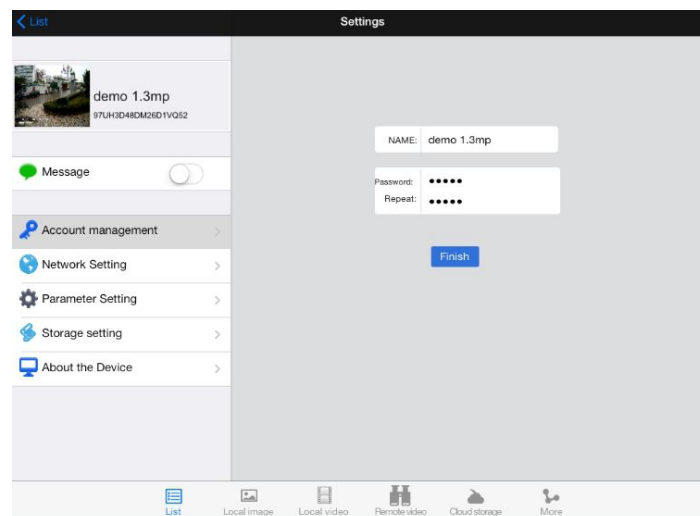 List
Settings
demo 1.3mp
97UH3D48DM26D1VQ52
Message
Account management
Network Setting
Parameter Setting
Storage setting
About the Device
NAME: demo 1.3mp
Password: •••••
Repeat: •••••
Finish
List Local image Local video Remote video Cloud storage More